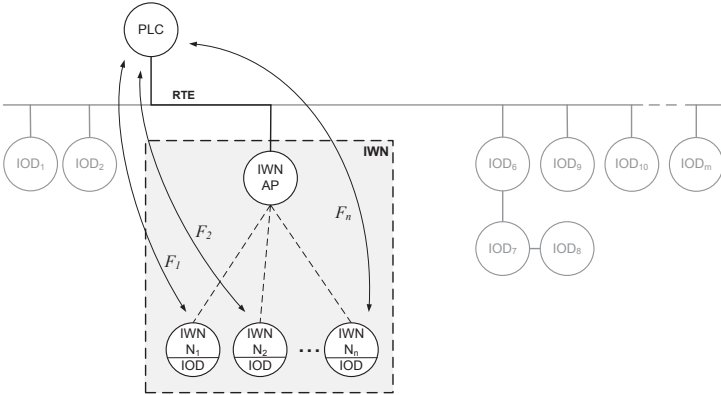 PLC
RTE
IOD1
IOD2
IWN
AP
IWN
IOD6
IOD9
IOD10
IODm
Fn
F2
F1
IOD7
IOD8
IWN
N1
IOD
IWN
N2
IOD
...
IWN
Nn
IOD